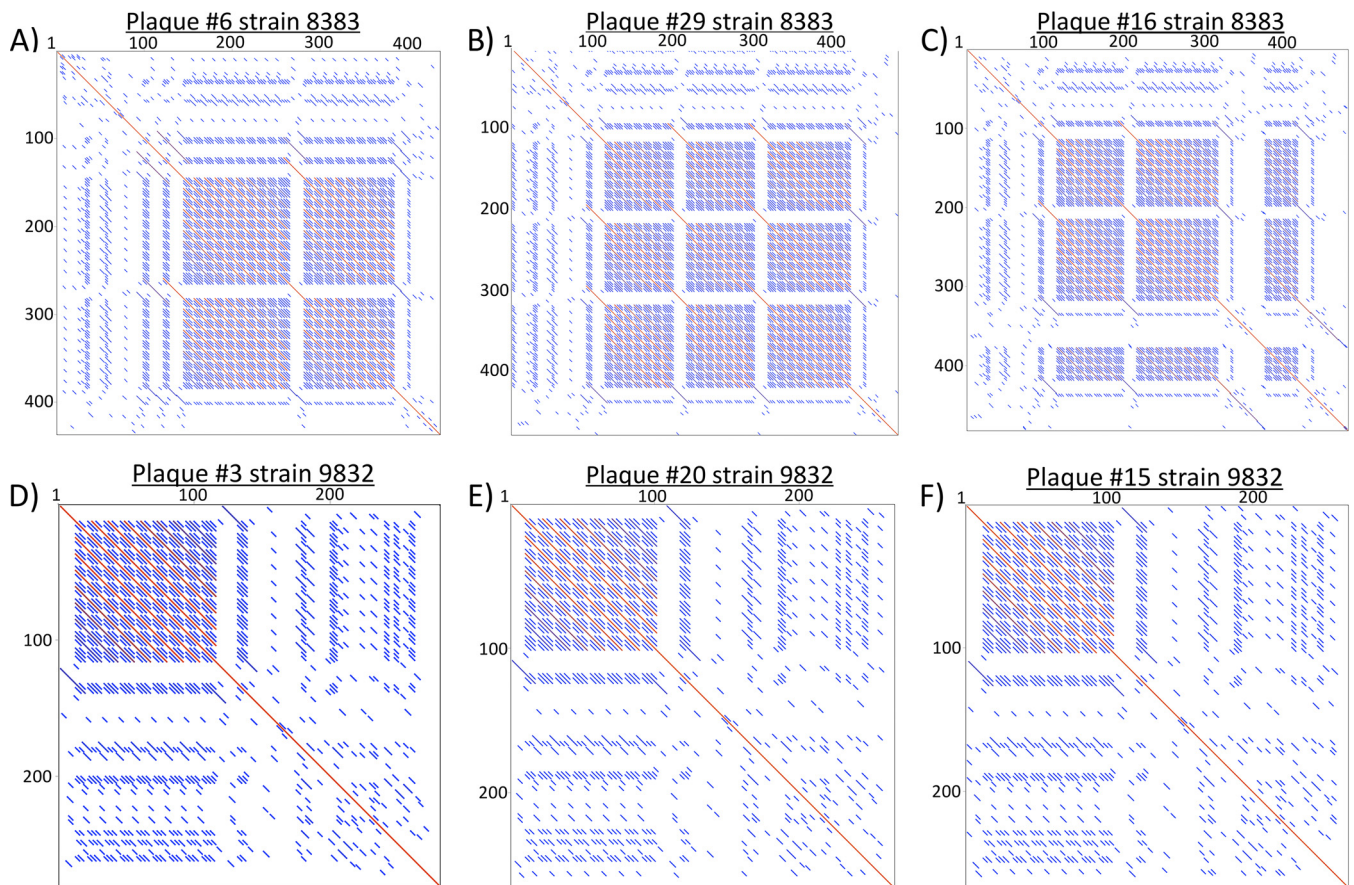 Plaque #6 strain 8383
A)
1 100 200 300 400
100
200
300
400
Plaque #29 strain 8383
B)
1 100 200 300 400
100
200
300
400
Plaque #16 strain 8383
C)
1 100 200 300 400
100
200
300
400
Plaque #3 strain 9832
D)
1 100 200
100
200
Plaque #20 strain 9832
E)
1 100 200
100
200
Plaque #15 strain 9832
F)
1 100 200
100
200